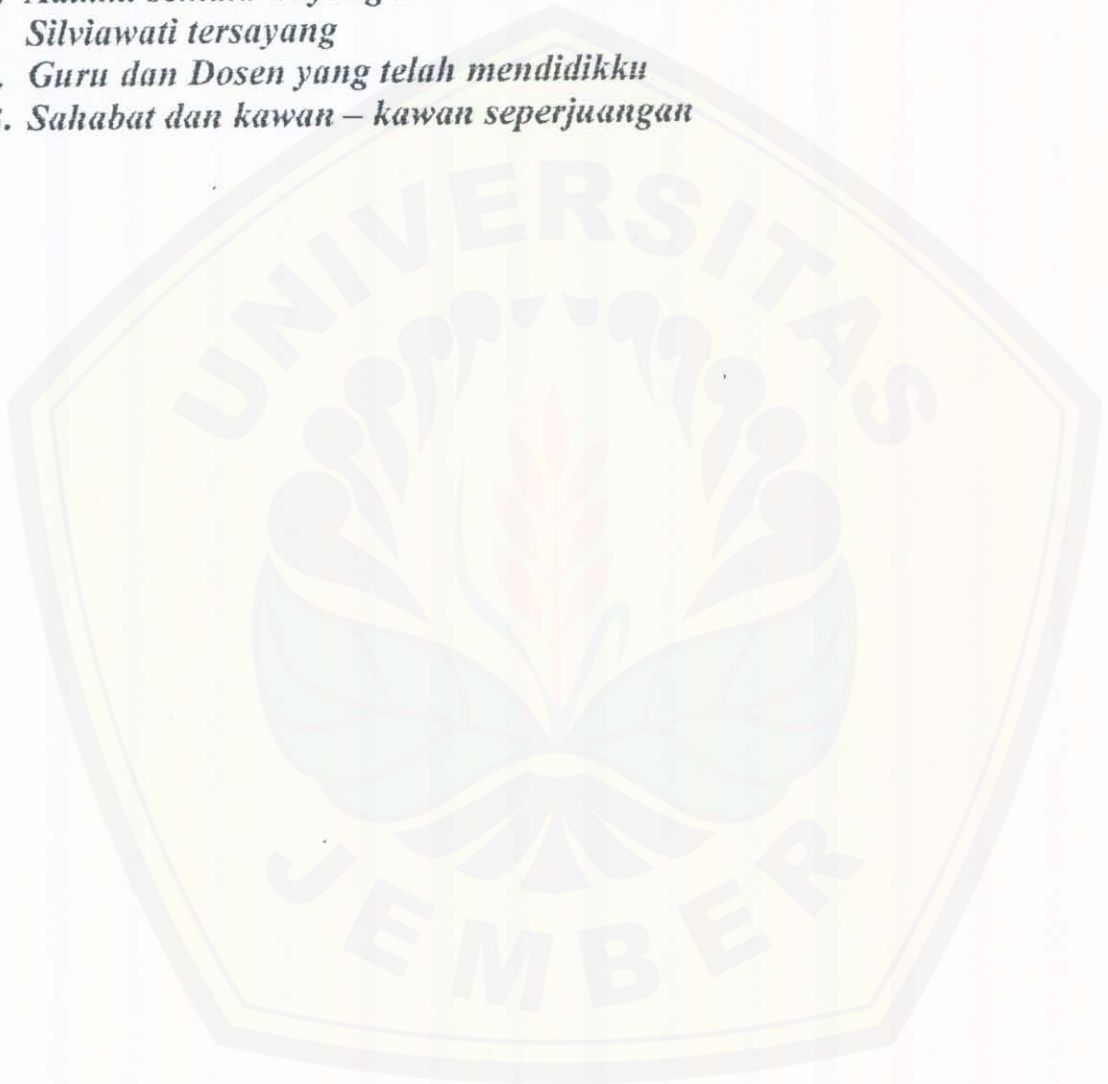 Silviawati tersayang
. Guru dan Dosen yang telah mendidikku
. Sahabat dan kawan – kawan seperjuangan
UNIVERSITAS
JEMBER